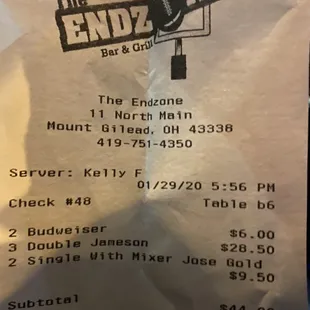 The
ENDZ
Bar & Grill
The Endzone
11 North Main
Mount Gilead, OH 43338
419-751-4350
Server: Kelly F
01/29/20 5:56 PM
Check #48 Table b6
2 Budweiser $6.00
3 Double Jameson $28.50
2 Single With Mixer Jose Gold
$9.50
Subtotal